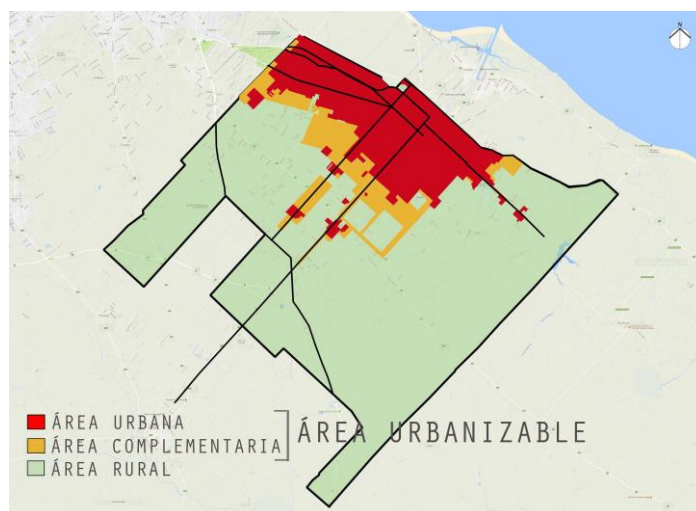 N
ÁREA URBANA
ÁREA COMPLEMENTARIA
ÁREA URBANIZABLE
ÁREA RURAL